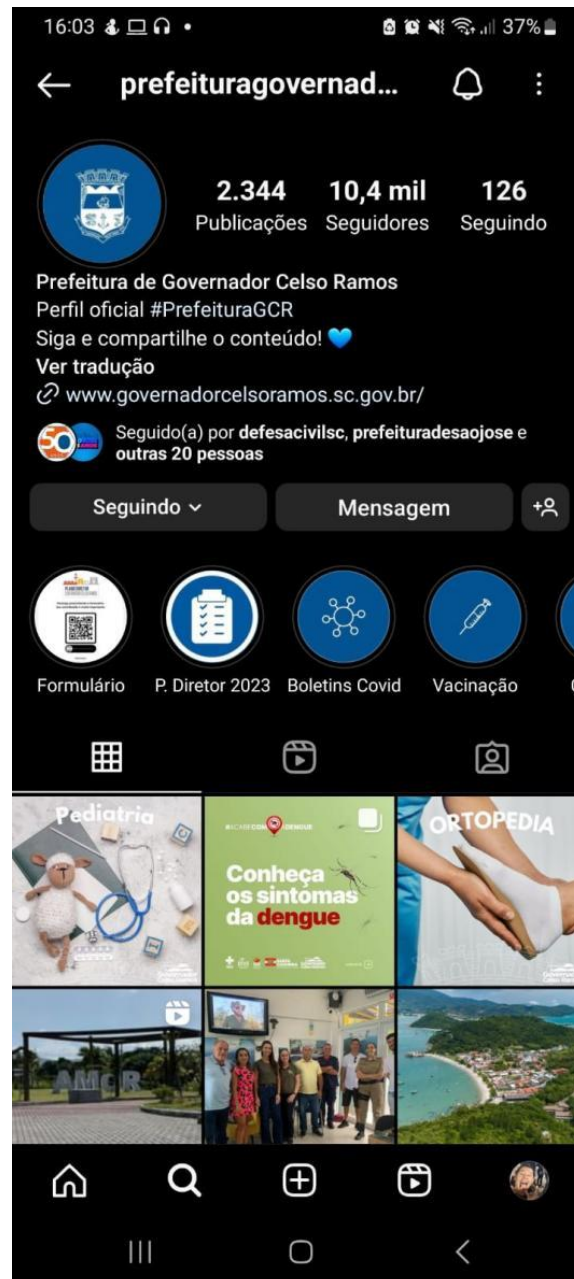 16:03
37%
prefeituragovernad...
2.344
10,4 mil
126
Publicações
Seguidores
Seguindo
Prefeitura de Governador Celso Ramos
Perfil oficial #PrefeituraGCR
Siga e compartilhe o conteúdo! 💙
Ver tradução
www.governadorcelsoramos.sc.gov.br/
Seguido(a) por defesacivilsc, prefeituradesaojose e
outras 20 pessoas
Seguindo
Mensagem
Formulário
P. Diretor 2023
Boletins Covid
Vacinação
Pediatria
#ACABECOMADENGUE
Conheça
os sintomas
da dengue
ORTOPEDIA